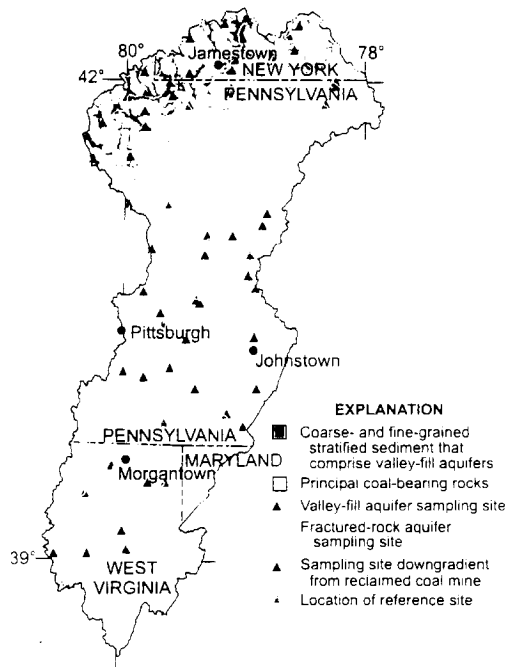 80°
78°
Jamestown
42°
NEW YORK
PENNSYLVANIA
Pittsburgh
Johnstown
PENNSYLVANIA
MARYLAND
Morgantown
39°
WEST
VIRGINIA
EXPLANATION
Coarse- and fine-grained
stratified sediment that
comprise valley-fill aquifers
Principal coal-bearing rocks
Valley-fill aquifer sampling site
Fractured-rock aquifer
sampling site
Sampling site downgradient
from reclaimed coal mine
Location of reference site